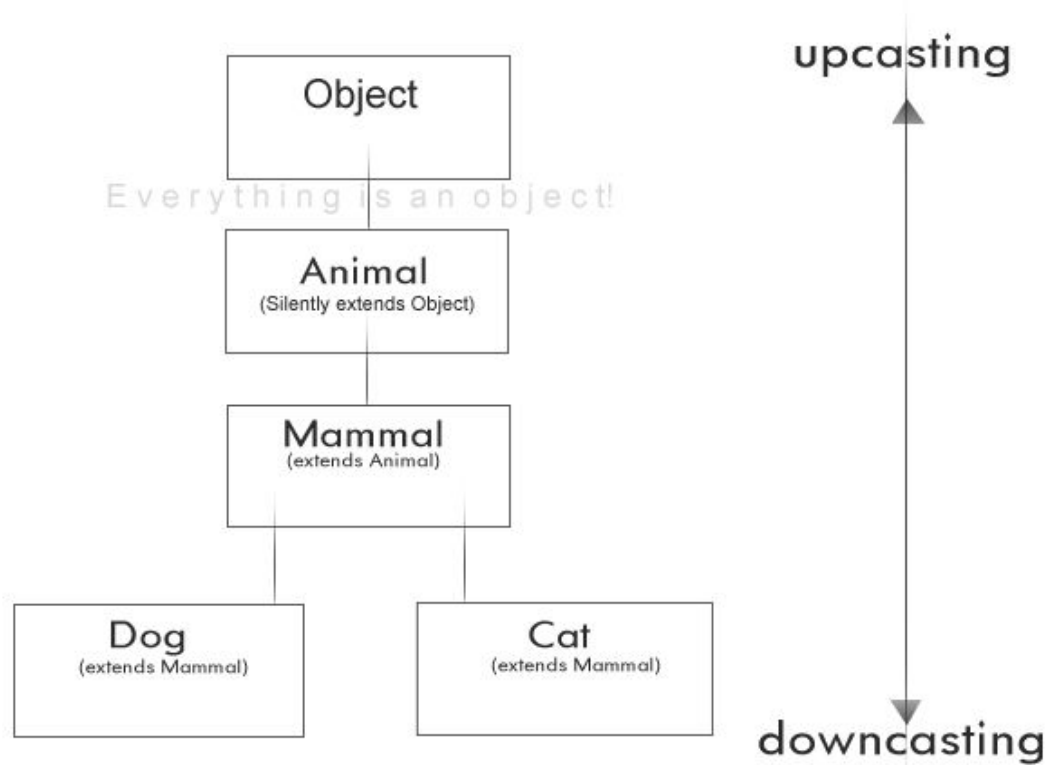 upcasting
Object
Everything is an object!
Animal
(Silently extends Object)
Mammal
(extends Animal)
Dog
(extends Mammal)
Cat
(extends Mammal)
downcasting